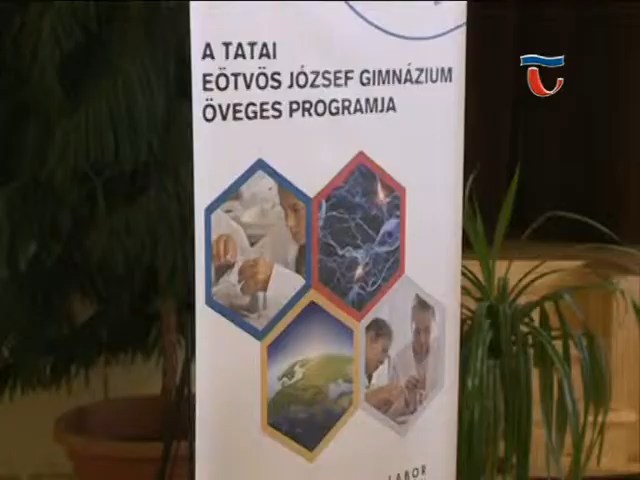 A TATAI
EÖTVÖS JÓZSEF GIMNÁZIUM
ÖVEGES PROGRAMJA
LABOR